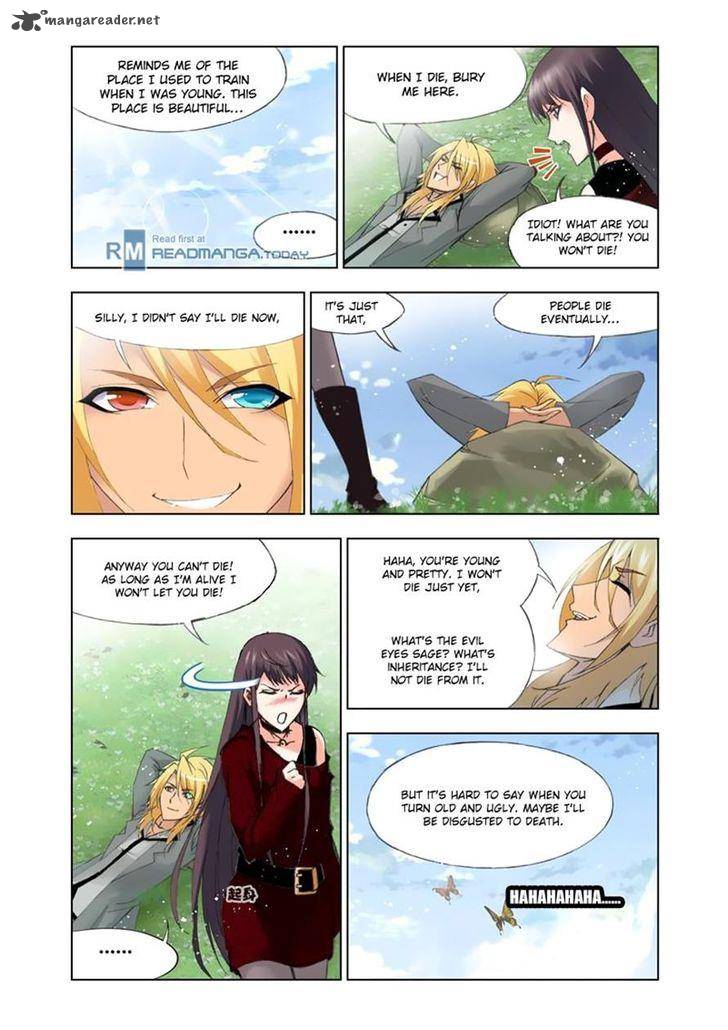 mangareader.net
REMINDS ME OF THE
PLACE I USED TO TRAIN
WHEN I WAS YOUNG. THIS
PLACE IS BEAUTIFUL...
......
RM Read first at
READMANGA.TODAY
WHEN I DIE, BURY
ME HERE.
IDIOT! WHAT ARE YOU
TALKING ABOUT?! YOU
WON'T DIE!
SILLY, I DIDN'T SAY I'LL DIE NOW,
IT'S JUST
THAT,
PEOPLE DIE
EVENTUALLY...
ANYWAY YOU CAN'T DIE!
AS LONG AS I'M ALIVE I
WON'T LET YOU DIE!
起身
......
HAHA, YOU'RE YOUNG
AND PRETTY. I WON'T
DIE JUST YET,
WHAT'S THE EVIL
EYES SAGE? WHAT'S
INHERITANCE? I'LL
NOT DIE FROM IT.
BUT IT'S HARD TO SAY WHEN YOU
TURN OLD AND UGLY. MAYBE I'LL
BE DISGUSTED TO DEATH.
HAHAHAHAHA......